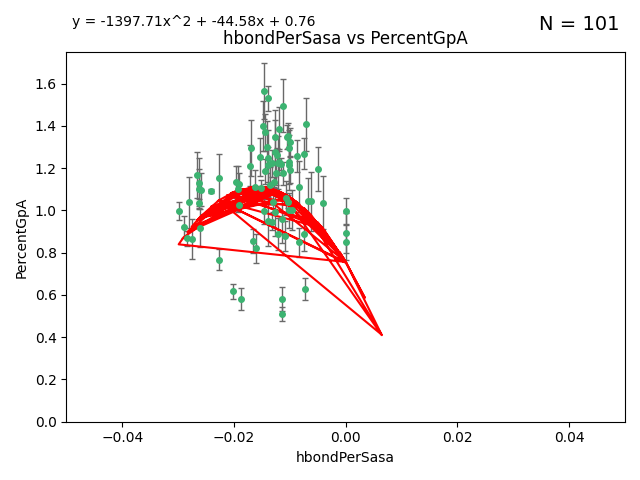 y = -1397.71x^2 + -44.58x + 0.76
N = 101
hbondPerSasa vs PercentGpA
PercentGpA
1.6
1.4
1.2
1.0
0.8
0.6
0.4
0.2
0.0
−0.04
−0.02
0.00
0.02
0.04
hbondPerSasa